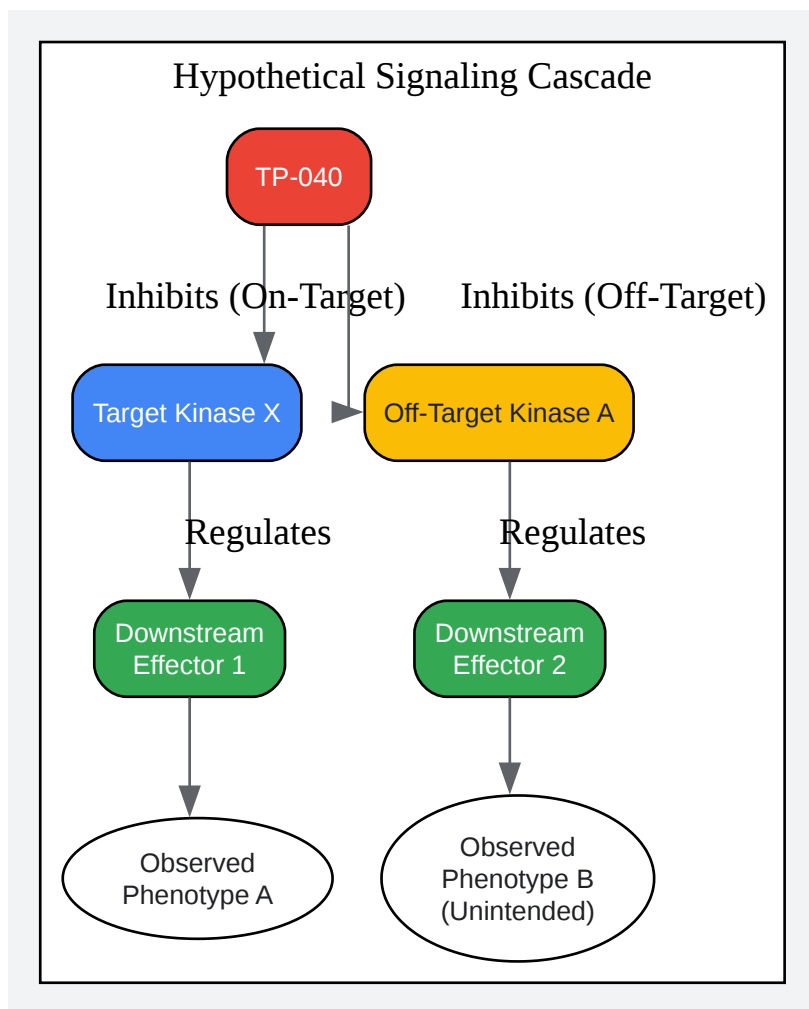 Hypothetical Signaling Cascade
TP-040
Inhibits (On-Target)
Inhibits (Off-Target)
Target Kinase X
Off-Target Kinase A
Regulates
Regulates
Downstream
Effector 1
Downstream
Effector 2
Observed
Phenotype A
Observed
Phenotype B
(Unintended)